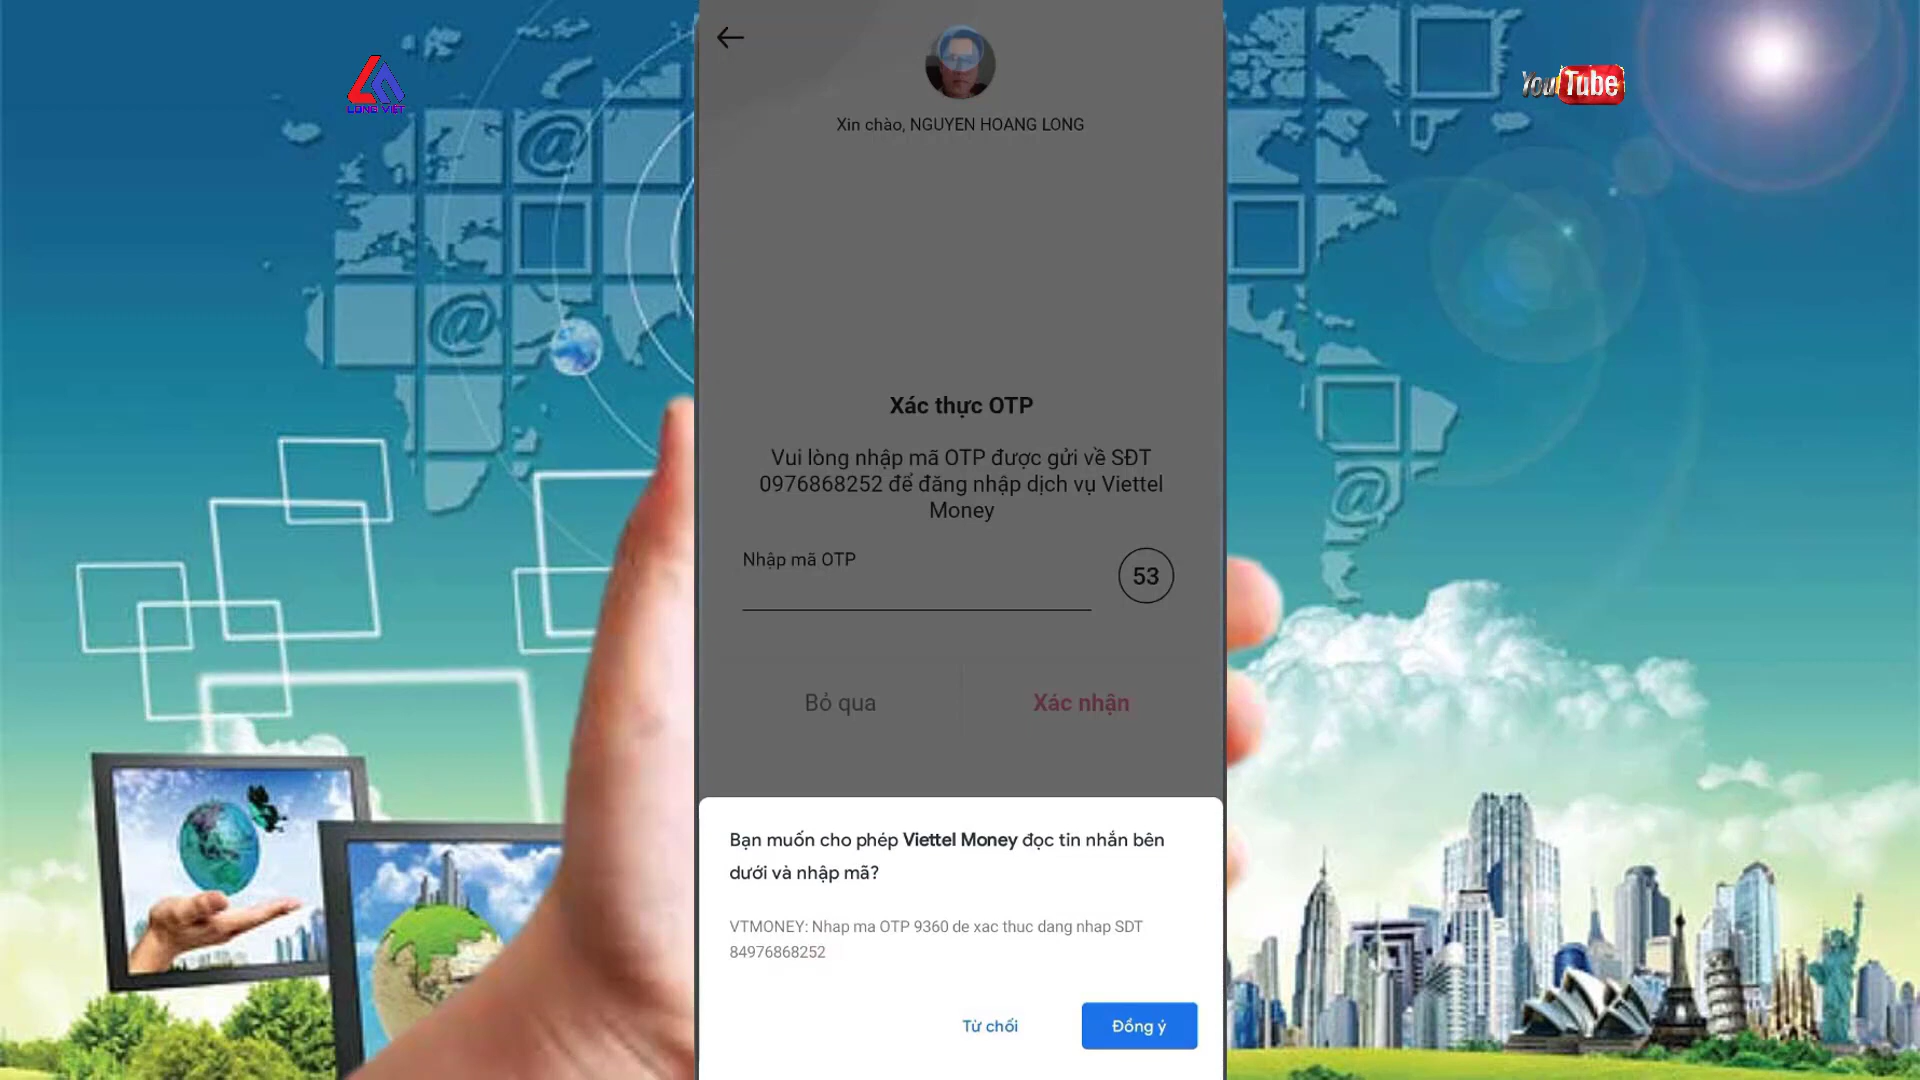 LONG VIET
YouTube
Xin chào, NGUYEN HOANG LONG
Xác thực OTP
Vui lòng nhập mã OTP được gửi về SĐT
0976868252 để đăng nhập dịch vụ Viettel
Money
Nhập mã OTP
53
Bỏ qua
Xác nhận
Bạn muốn cho phép Viettel Money đọc tin nhắn bên
dưới và nhập mã?
VTMONEY: Nhap ma OTP 9360 de xac thuc dang nhap SDT
84976868252
Từ chối
Đồng ý